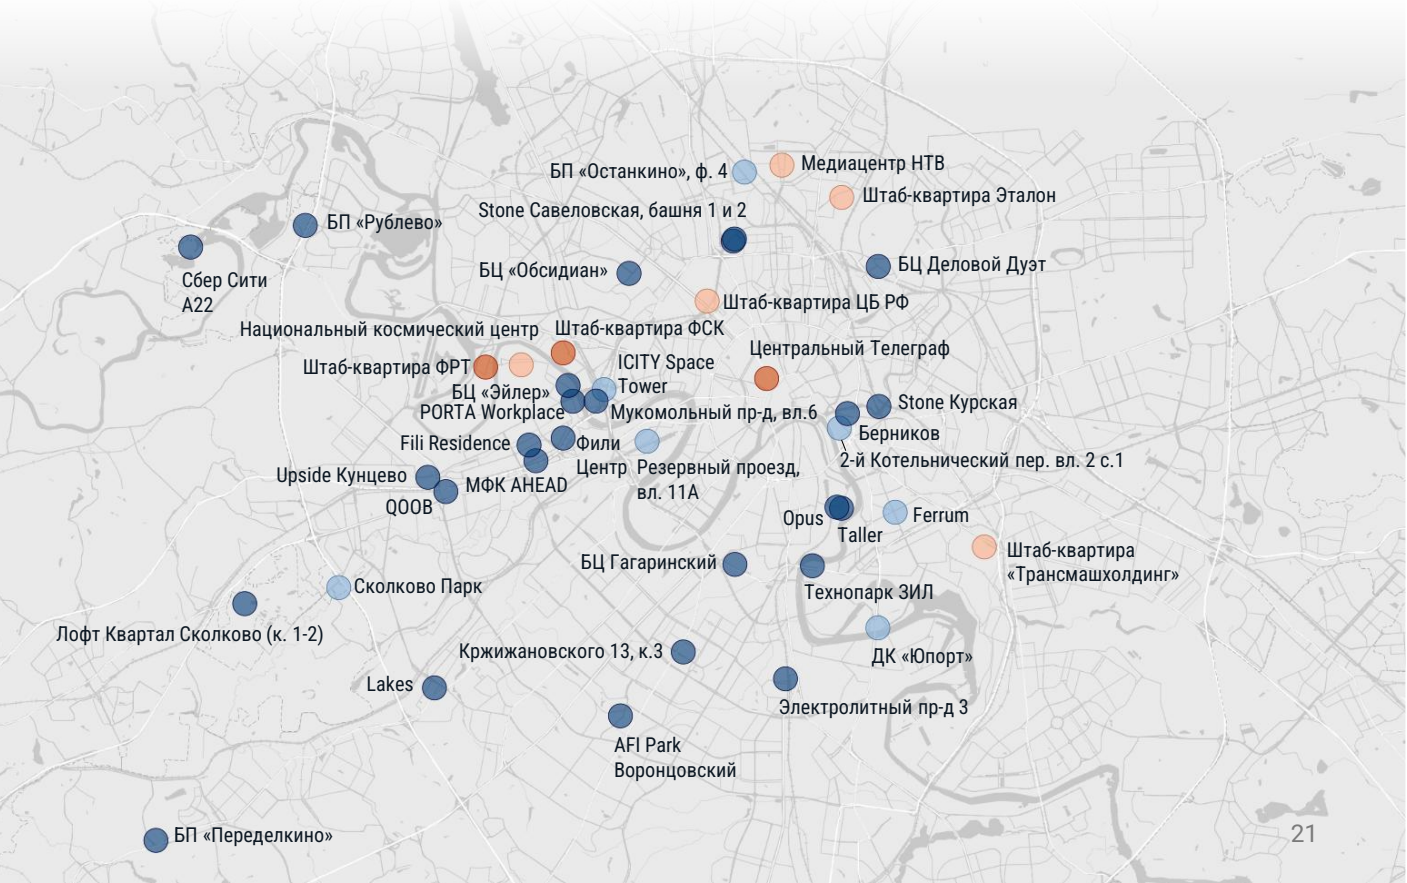 БП «Останкино», ф. 4
Медиацентр НТВ
Штаб-квартира Эталон
Stone Савеловская, башня 1 и 2
БП «Рублево»
Сбер Сити
А22
БЦ «Обсидиан»
БЦ Деловой Дуэт
Штаб-квартира ЦБ РФ
Национальный космический центр
Штаб-квартира ФСК
Центральный Телеграф
Штаб-квартира ФРТ
ICITY Space
Tower
БЦ «Эйлер»
PORTA Workplace
Мукомольный пр-д, вл.6
Stone Курская
Берников
Fili Residence
Фили
Центр
2-й Котельнический пер. вл. 2 с.1
Резервный проезд,
вл. 11А
Upside Кунцево
МФК AHEAD
QOOB
Opus
Taller
Ferrum
Штаб-квартира
«Трансмашхолдинг»
БЦ Гагаринский
Технопарк ЗИЛ
Сколково Парк
Лофт Квартал Сколково (к. 1-2)
ДК «Юпорт»
Кржижановского 13, к.3
Lakes
Электролитный пр-д 3
AFI Park
Воронцовский
БП «Переделкино»
21